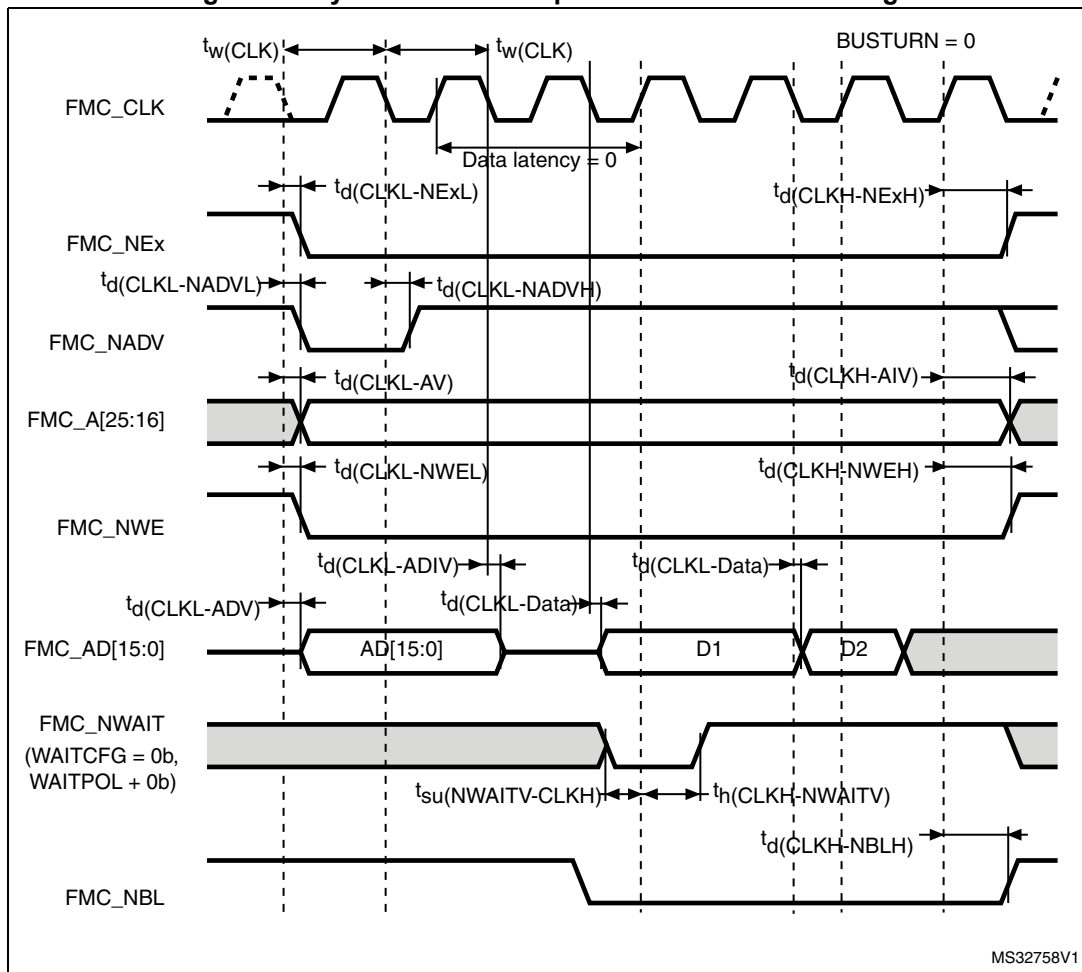 tw(CLK) tw(CLK) BUSTURN = 0
FMC_CLK
Data latency = 0
td(CLKL-NExL) td(CLKH-NExH)
FMC_NEx
td(CLKL-NADVL) td(CLKL-NADVH)
FMC_NADV
td(CLKL-AV) td(CLKH-AIV)
FMC_A[25:16]
td(CLKL-NWEL) td(CLKH-NWEH)
FMC_NWE
td(CLKL-ADIV) td(CLKL-Data)
td(CLKL-ADV) td(CLKL-Data)
FMC_AD[15:0] AD[15:0] D1 D2
FMC_NWAIT
(WAITCFG = 0b,
WAITPOL + 0b)
tsu(NWAITV-CLKH) th(CLKH-NWAITV)
td(CLKH-NBLH)
FMC_NBL
MS32758V1